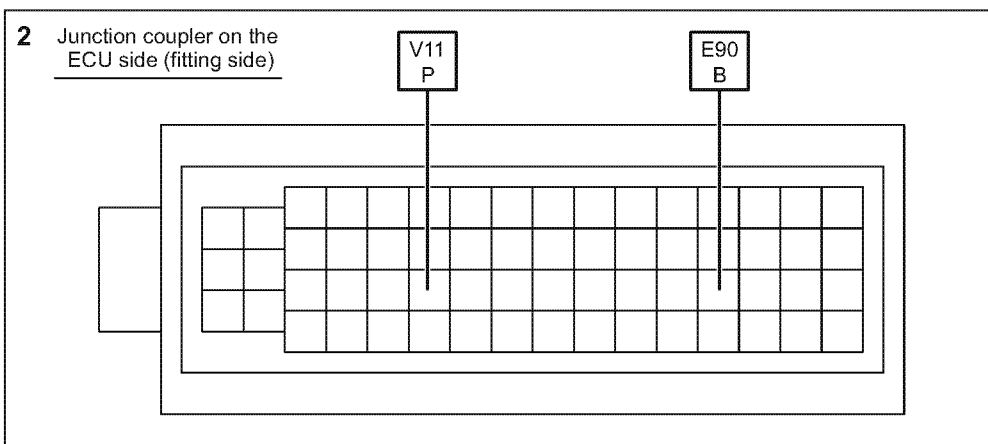 2 Junction coupler on the
ECU side (fitting side)
V11
P
E90
B